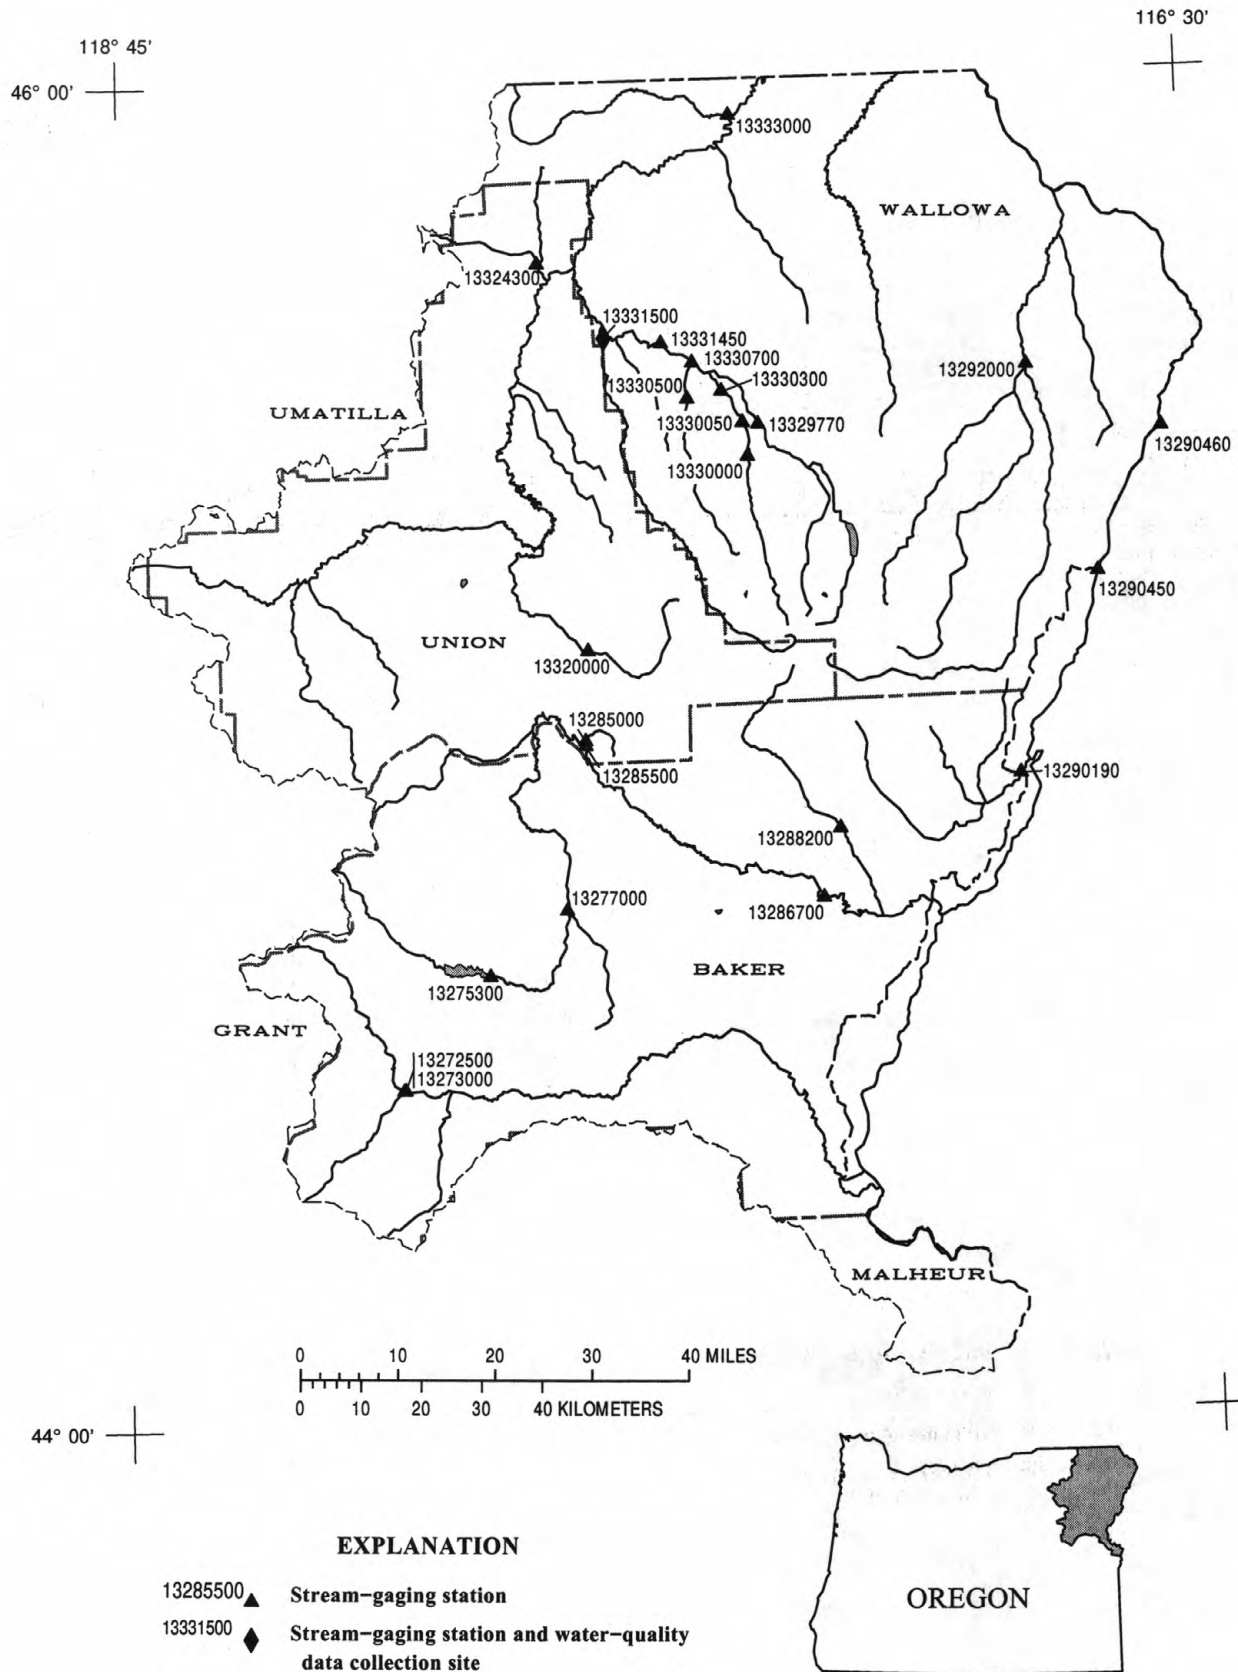 116° 30'
118° 45'
46° 00'
13333000
WALLOWA
13324300
13331500
13331450
13330700
13330300
13292000
13330500
UMATILLA
13330050
13329770
13290460
13330000
13290450
UNION
13320000
13285000
13285500
13290190
13288200
13277000
13286700
BAKER
13275300
GRANT
13272500
13273000
MALHEUR
0 10 20 30 40 MILES
0 10 20 30 40 KILOMETERS
44° 00'
EXPLANATION
13285500 Stream-gaging station
13331500 Stream-gaging station and water-quality
data collection site
OREGON